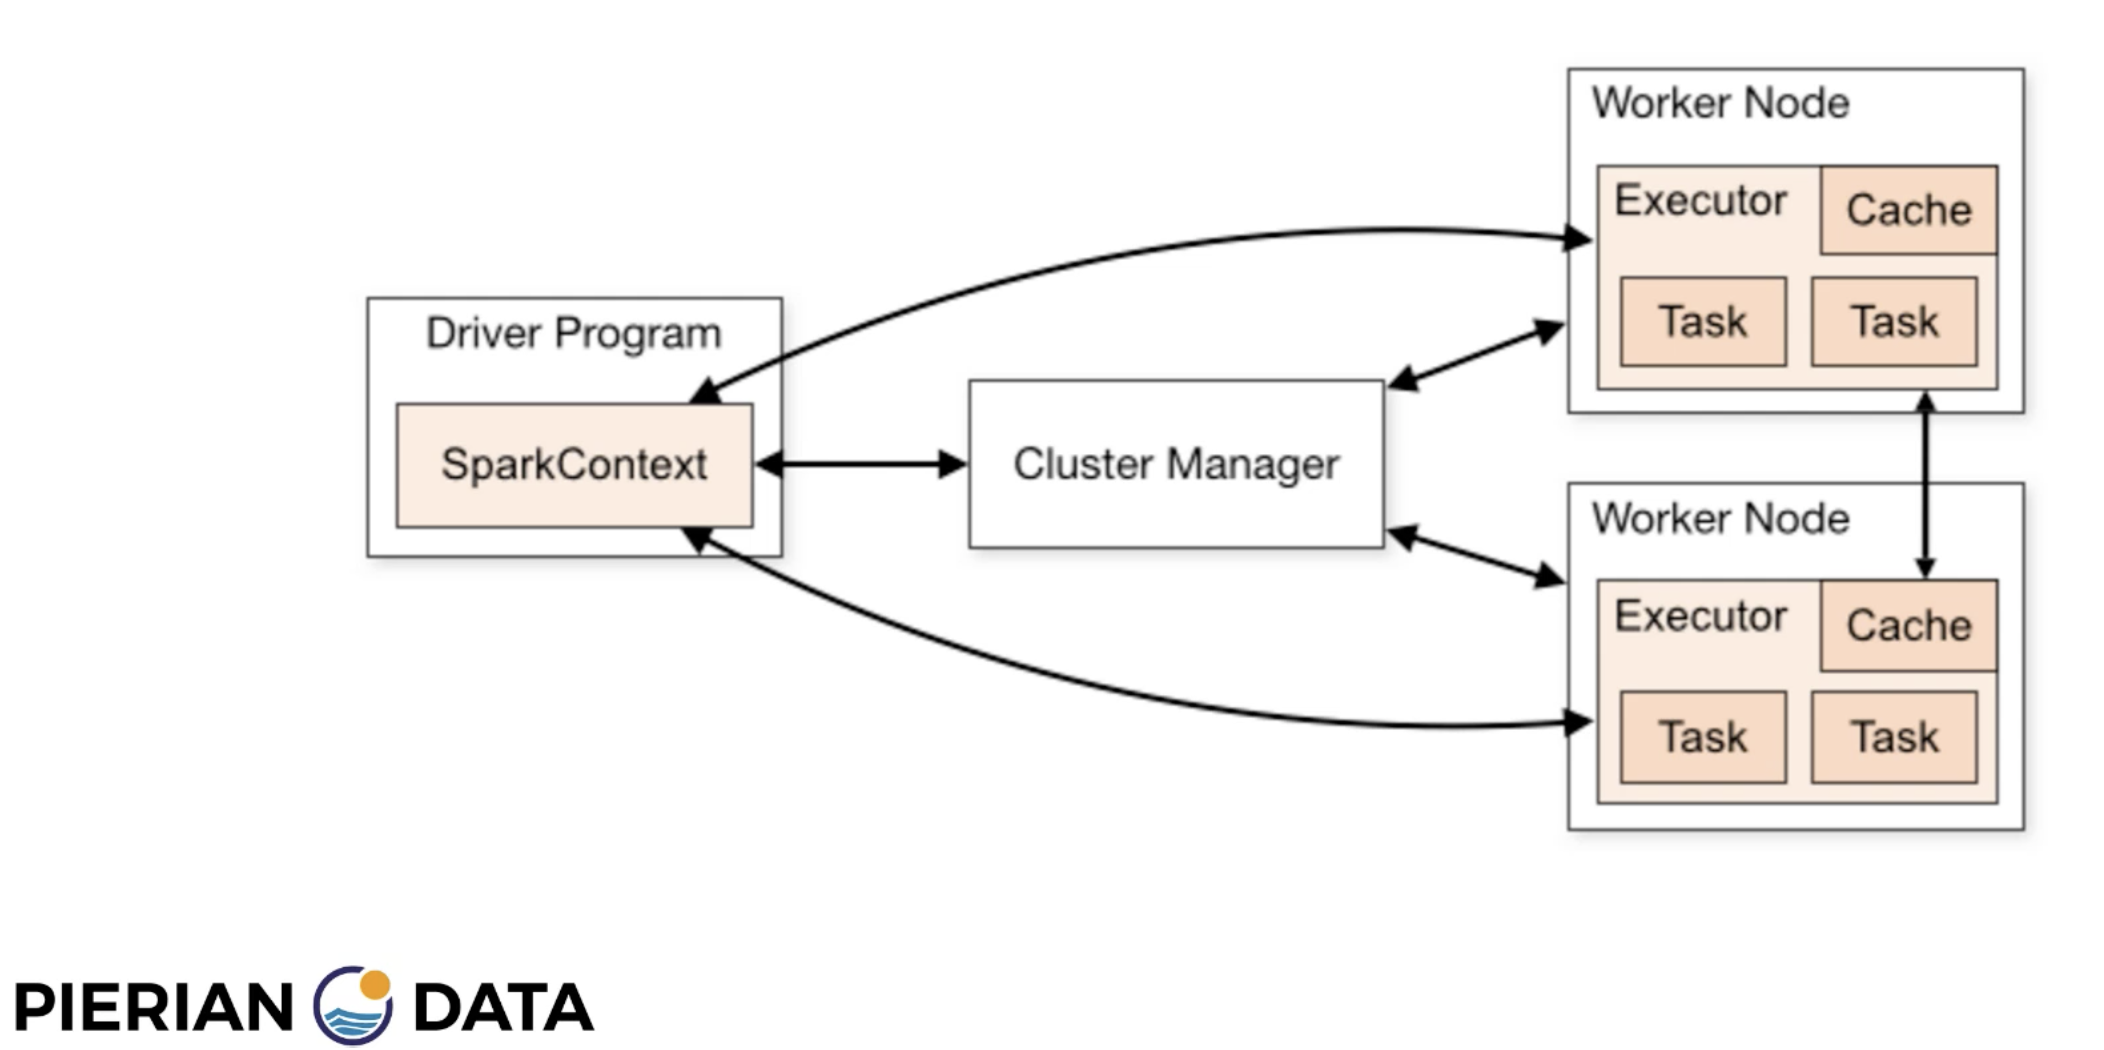 Worker Node
Executor
Cache
Task
Task
Driver Program
SparkContext
Cluster Manager
Worker Node
Executor
Cache
Task
Task
PIERIAN DATA